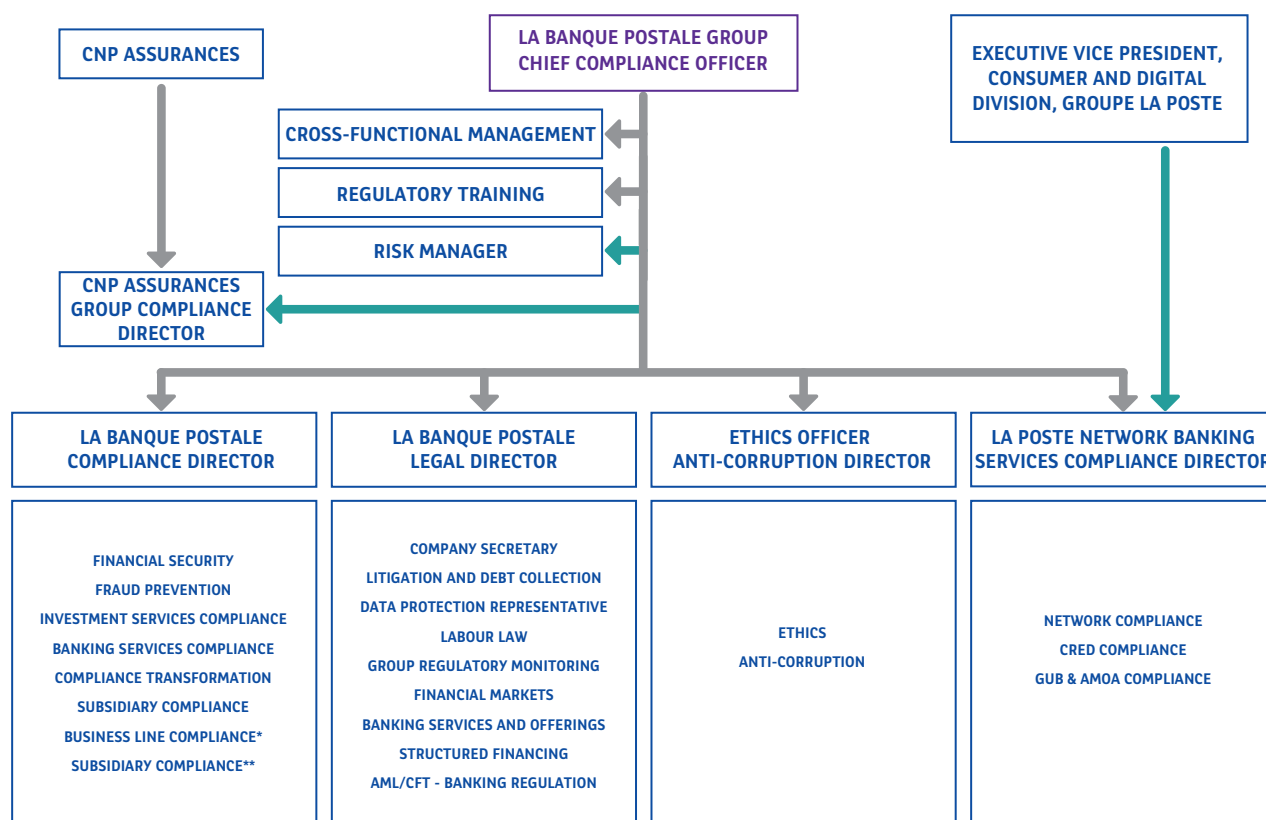 CNP ASSURANCES
LA BANQUE POSTALE GROUP
CHIEF COMPLIANCE OFFICER
EXECUTIVE VICE PRESIDENT,
CONSUMER AND DIGITAL
DIVISION, GROUPE LA POSTE
CROSS-FUNCTIONAL MANAGEMENT
REGULATORY TRAINING
RISK MANAGER
CNP ASSURANCES
GROUP COMPLIANCE
DIRECTOR
LA BANQUE POSTALE
COMPLIANCE DIRECTOR
LA BANQUE POSTALE
LEGAL DIRECTOR
ETHICS OFFICER
ANTI-CORRUPTION DIRECTOR
LA POSTE NETWORK BANKING
SERVICES COMPLIANCE DIRECTOR
FINANCIAL SECURITY
FRAUD PREVENTION
INVESTMENT SERVICES COMPLIANCE
BANKING SERVICES COMPLIANCE
COMPLIANCE TRANSFORMATION
SUBSIDIARY COMPLIANCE
BUSINESS LINE COMPLIANCE*
SUBSIDIARY COMPLIANCE**
COMPANY SECRETARY
LITIGATION AND DEBT COLLECTION
DATA PROTECTION REPRESENTATIVE
LABOUR LAW
GROUP REGULATORY MONITORING
FINANCIAL MARKETS
BANKING SERVICES AND OFFERINGS
STRUCTURED FINANCING
AML/CFT - BANKING REGULATION
ETHICS
ANTI-CORRUPTION
NETWORK COMPLIANCE
CRED COMPLIANCE
GUB & AMOA COMPLIANCE